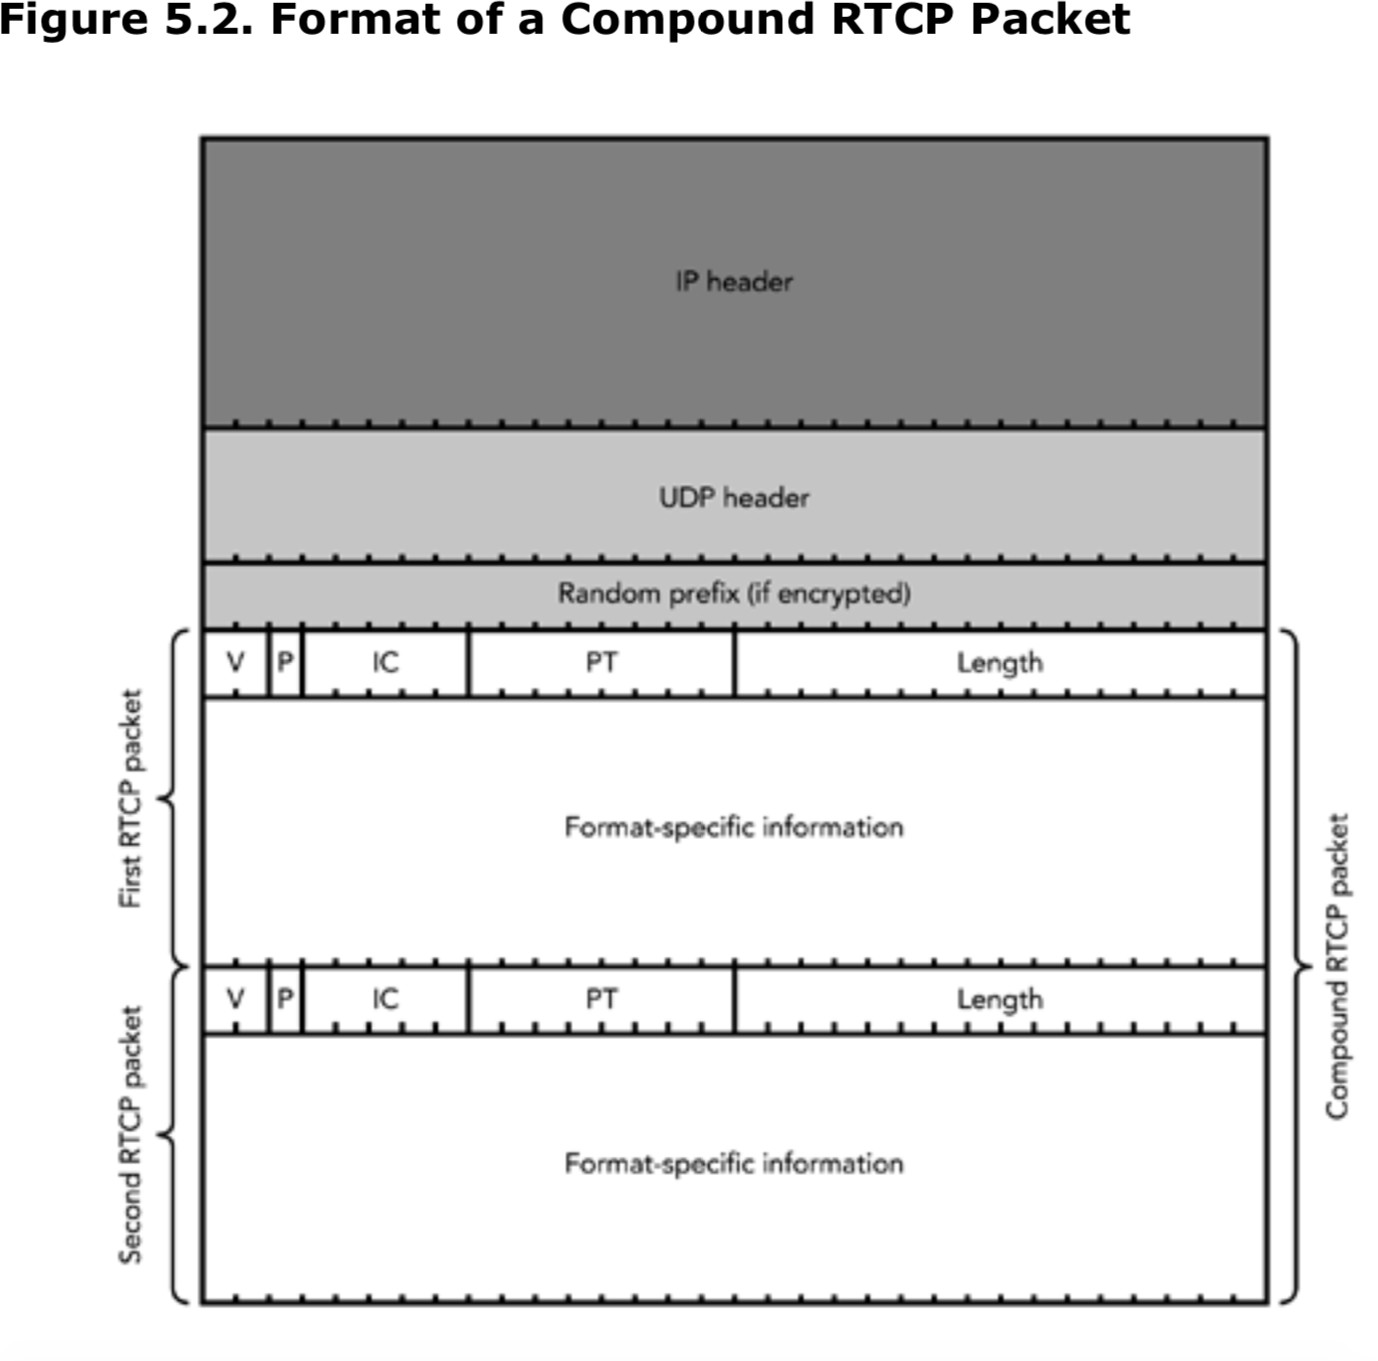 Figure 5.2. Format of a Compound RTCP Packet
IP header
UDP header
Random prefix (if encrypted)
V P IC PT Length
First RTCP packet
Format-specific information
V P IC PT Length
Second RTCP packet
Format-specific information
Compound RTCP packet